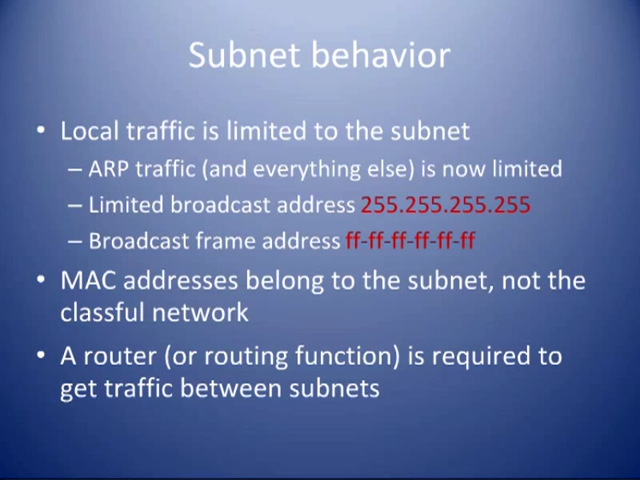 Subnet behavior
• Local traffic is limited to the subnet
– ARP traffic (and everything else) is now limited
– Limited broadcast address 255.255.255.255
– Broadcast frame address ff-ff-ff-ff-ff-ff
• MAC addresses belong to the subnet, not the
classful network
• A router (or routing function) is required to
get traffic between subnets